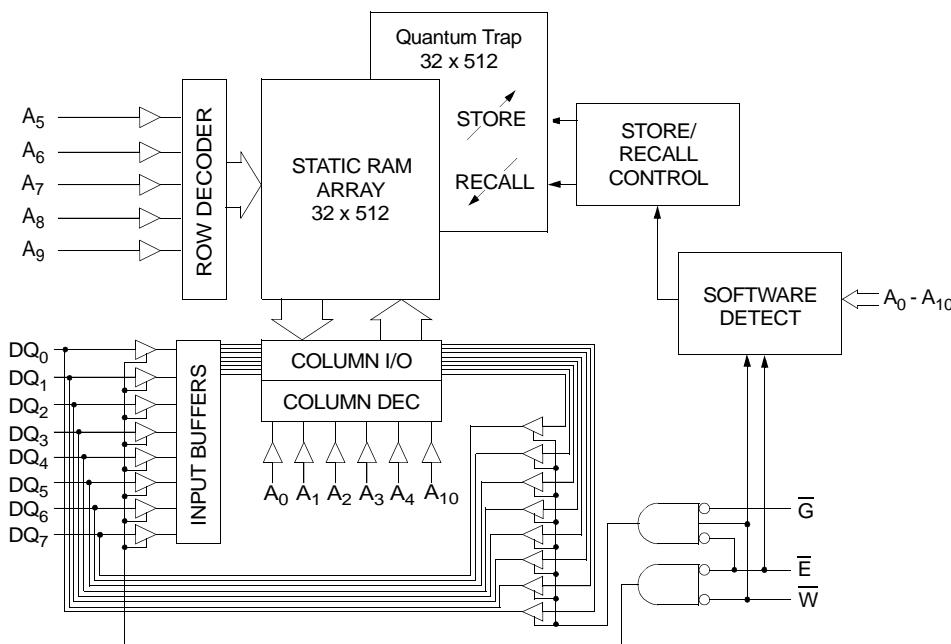 Quantum Trap
32 x 512
STORE
RECALL
STATIC RAM
ARRAY
32 x 512
ROW DECODER
A5
A6
A7
A8
A9
STORE/
RECALL
CONTROL
SOFTWARE
DETECT
A0 - A10
COLUMN I/O
COLUMN DEC
INPUT BUFFERS
DQ0
DQ1
DQ2
DQ3
DQ4
DQ5
DQ6
DQ7
A0 A1 A2 A3 A4 A10
G̅
E̅
W̅